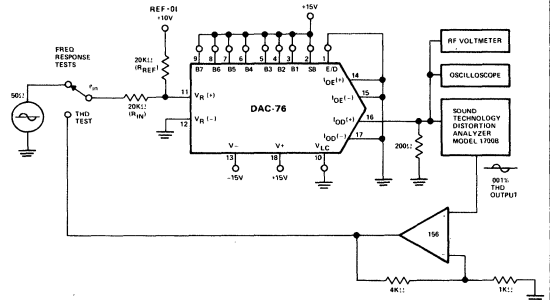 REF-01
+10V
+15V
FREQ
RESPONSE
TESTS
20KΩ
(RREF)
9 8 7 6 5 4 3 2 1
B7 B6 B5 B4 B3 B2 B1 SB E/D
RF VOLTMETER
OSCILLOSCOPE
50Ω
THD
TEST
20KΩ
(RIN)
11
VR(+)
12
VR(−)
DAC-76
IOE(+)
14
IOE(−)
15
IOD(+)
16
IOD(−)
17
V−
V+
VLC
13
18
10
−15V
+15V
200Ω
SOUND
TECHNOLOGY
DISTORTION
ANALYZER
MODEL 1700B
001%
THD
OUTPUT
156
+
−
4KΩ
1KΩ